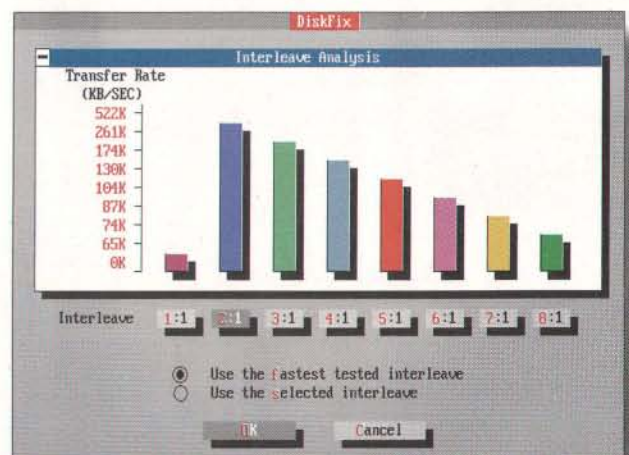 DiskFix
Interleave Analysis
Transfer Rate
(KB/SEC)
522K
261K
174K
130K
104K
87K
74K
65K
0K
Interleave 1:1 2:1 3:1 4:1 5:1 6:1 7:1 8:1
Use the fastest tested interleave
Use the selected interleave
OK Cancel